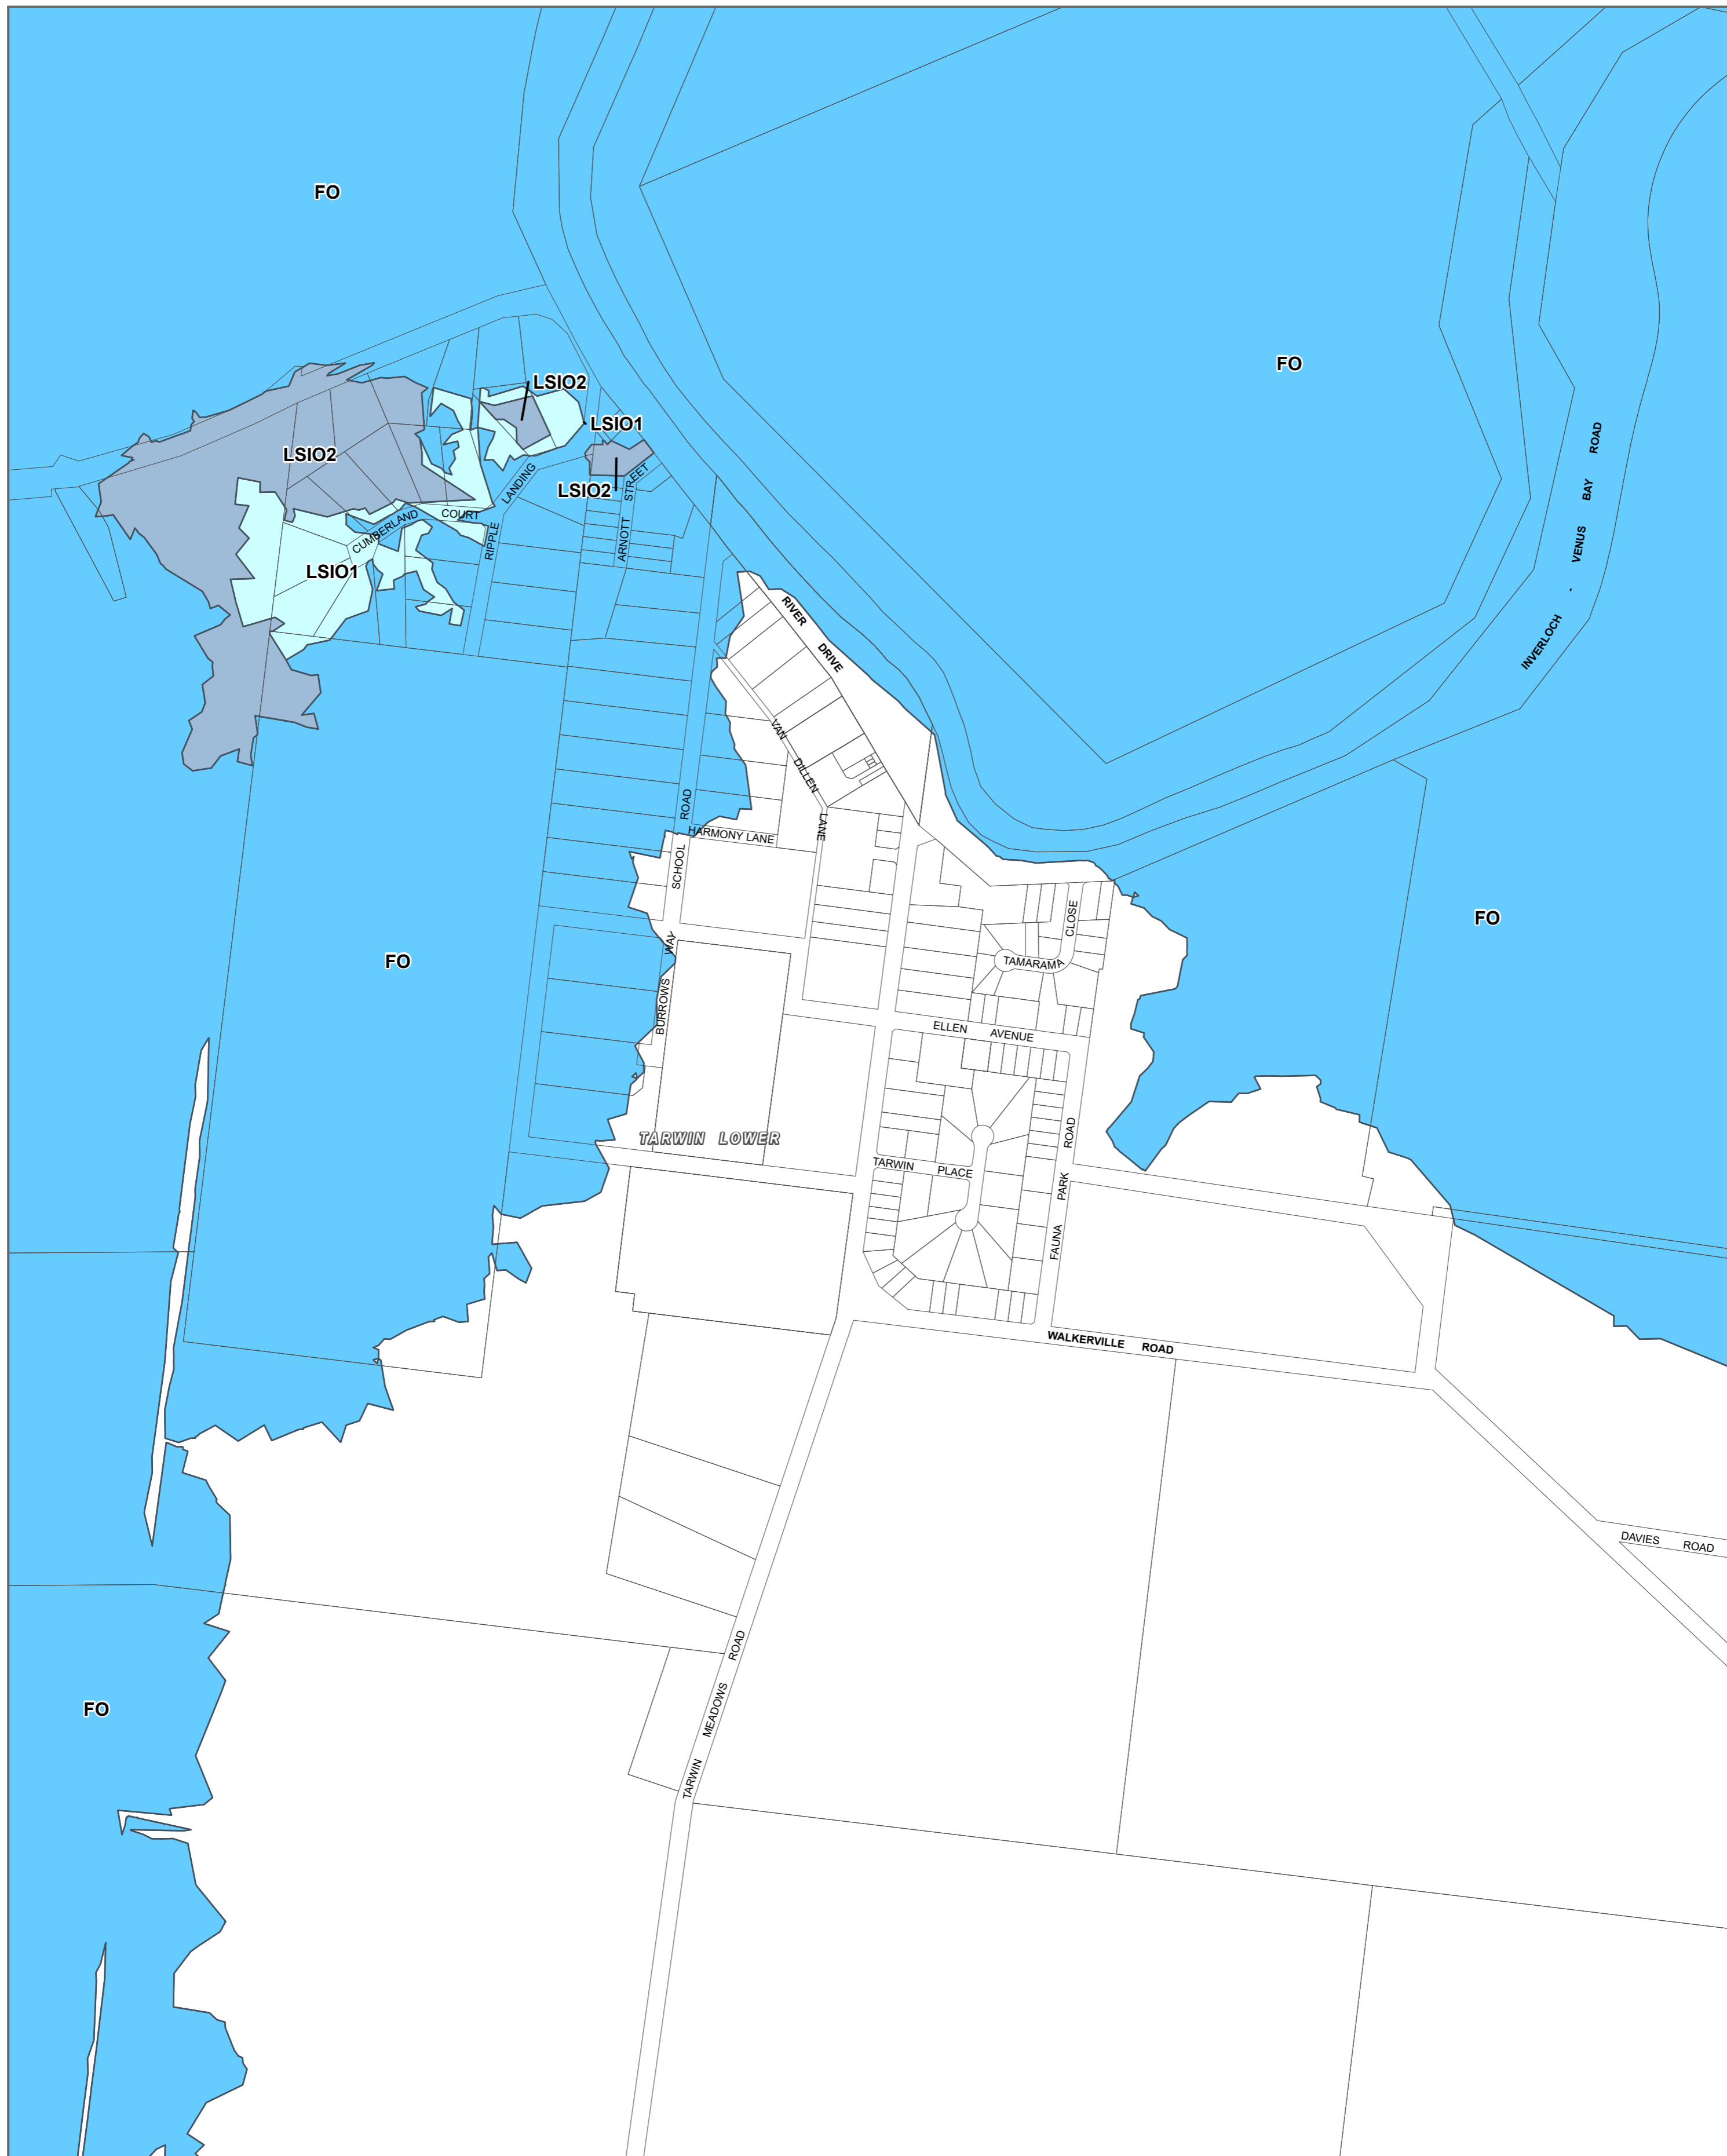 FO
FO
LSIO2
LSIO1
LSIO2
LSIO2
LSIO1
CUMBERLAND COURT
RIPPLE LANDING
ARNOTT STREET
INVERLOCH - VENUS BAY ROAD
RIVER DRIVE
VAN DILLEN LANE
SCHOOL ROAD
HARMONY LANE
FO
FO
BURROWS WAY
TAMARAMA CLOSE
ELLEN AVENUE
TARWIN LOWER
TARWIN PLACE
FAUNA PARK ROAD
WALKERVILLE ROAD
DAVIES ROAD
TARWIN MEADOWS ROAD
FO